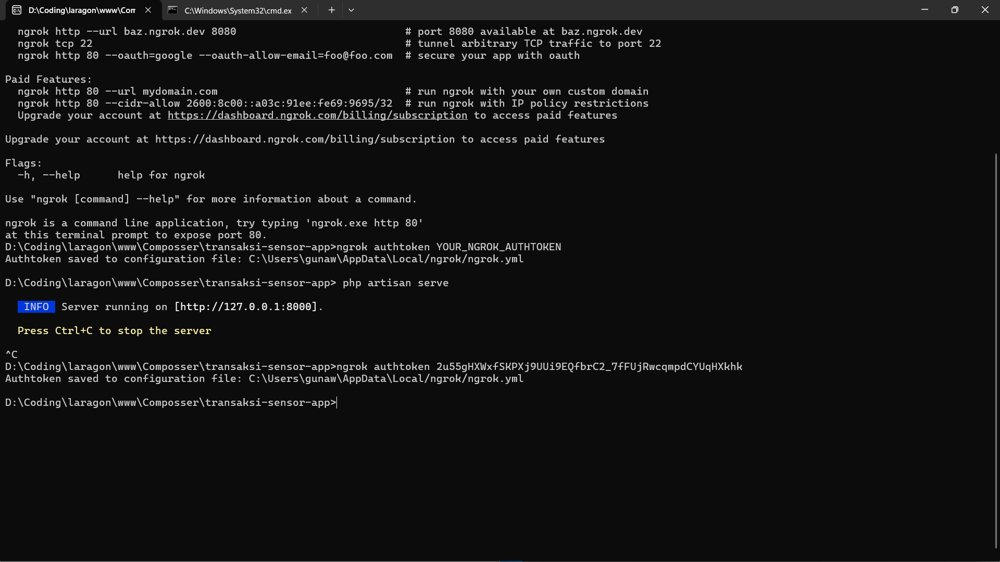 D:\Coding\laragon\www\Com
C:\Windows\System32\cmd.ex
ngrok http --url baz.ngrok.dev 8080 # port 8080 available at baz.ngrok.dev
ngrok tcp 22 # tunnel arbitrary TCP traffic to port 22
ngrok http 80 --oauth=google --oauth-allow-email=foo@foo.com # secure your app with oauth
Paid Features:
ngrok http 80 --url mydomain.com # run ngrok with your own custom domain
ngrok http 80 --cidr-allow 2600:8c00::a03c:91ee:fe69:9695/32 # run ngrok with IP policy restrictions
Upgrade your account at https://dashboard.ngrok.com/billing/subscription to access paid features
Upgrade your account at https://dashboard.ngrok.com/billing/subscription to access paid features
Flags:
-h, --help help for ngrok
Use "ngrok [command] --help" for more information about a command.
ngrok is a command line application, try typing 'ngrok.exe http 80'
at this terminal prompt to expose port 80.
D:\Coding\laragon\www\Composser\transaksi-sensor-app>ngrok authtoken YOUR_NGROK_AUTHTOKEN
Authtoken saved to configuration file: C:\Users\gunaw\AppData\Local/ngrok/ngrok.yml
D:\Coding\laragon\www\Composser\transaksi-sensor-app> php artisan serve
INFO Server running on [http://127.0.0.1:8000].
Press Ctrl+C to stop the server
^C
D:\Coding\laragon\www\Composser\transaksi-sensor-app>ngrok authtoken 2u55gHXWxfSKPXj9UUi9EQfbrC2_7fFUjRwcqmpdCYUqHXkhk
Authtoken saved to configuration file: C:\Users\gunaw\AppData\Local/ngrok/ngrok.yml
D:\Coding\laragon\www\Composser\transaksi-sensor-app>